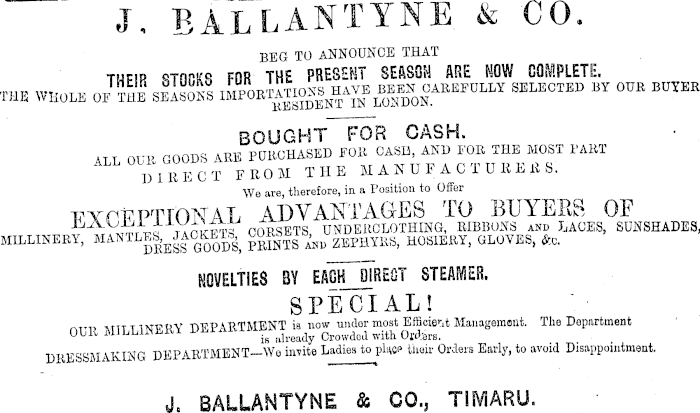 J. BALLANTYNE & CO.
BEG TO ANNOUNCE THAT
THEIR STOCKS FOR THE PRESENT SEASON ARE NOW COMPLETE.
THE WHOLE OF THE SEASONS IMPORTATIONS HAVE BEEN CAREFULLY SELECTED BY OUR BUYER
RESIDENT IN LONDON.
BOUGHT FOR CASH.
ALL OUR GOODS ARE PURCHASED FOR CASH, AND FOR THE MOST PART
DIRECT FROM THE MANUFACTURERS.
We are, therefore, in a Position to Offer
EXCEPTIONAL ADVANTAGES TO BUYERS OF
MILLINERY, MANTLES, JACKETS, CORSETS, UNDERCLOTHING, RIBBONS AND LACES, SUNSHADES,
DRESS GOODS, PRINTS AND ZEPHYRS, HOSIERY, GLOVES, &c.
NOVELTIES BY EACH DIRECT STEAMER.
SPECIAL!
OUR MILLINERY DEPARTMENT is now under most Efficient Management. The Department
is already Crowded with Orders.
DRESSMAKING DEPARTMENT—We invite Ladies to place their Orders Early, to avoid Disappointment.
J. BALLANTYNE & CO., TIMARU.